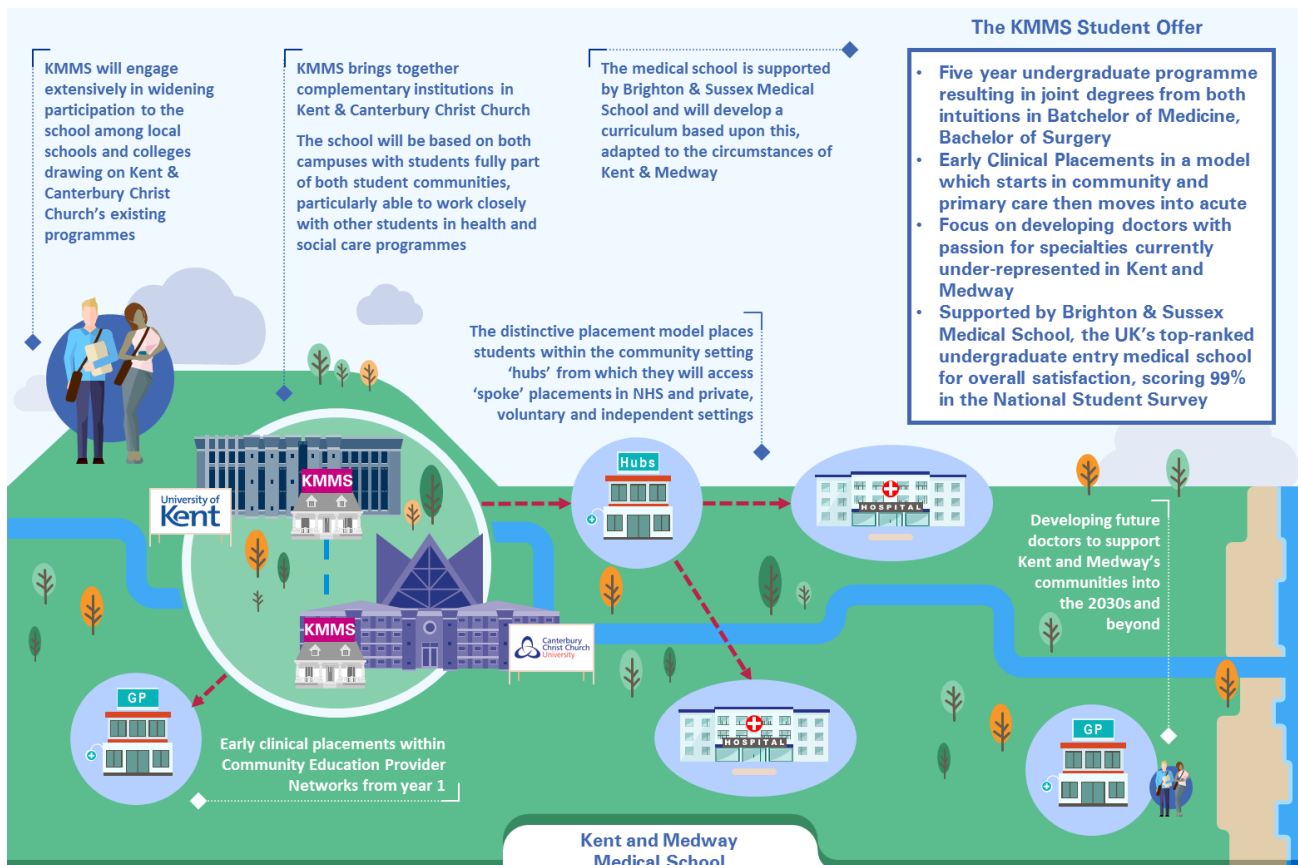 The KMMS Student Offer
KMMS will engage
extensively in widening
participation to the
school among local
schools and colleges
drawing on Kent &
Canterbury Christ
Church's existing
programmes
KMMS brings together
complementary institutions in
Kent & Canterbury Christ Church
The school will be based on both
campuses with students fully part
of both student communities,
particularly able to work closely
with other students in health and
social care programmes
The medical school is supported
by Brighton & Sussex Medical
School and will develop a
curriculum based upon this,
adapted to the circumstances of
Kent & Medway
• Five year undergraduate programme
resulting in joint degrees from both
intuitions in Batchelor of Medicine,
Bachelor of Surgery
• Early Clinical Placements in a model
which starts in community and
primary care then moves into acute
• Focus on developing doctors with
passion for specialties currently
under-represented in Kent and
Medway
• Supported by Brighton & Sussex
Medical School, the UK's top-ranked
undergraduate entry medical school
for overall satisfaction, scoring 99%
in the National Student Survey
The distinctive placement model places
students within the community setting
'hubs' from which they will access
'spoke' placements in NHS and private,
voluntary and independent settings
KMMS
University of
Kent
Hubs
HOSPITAL
Developing future
doctors to support
Kent and Medway's
communities into
the 2030s and
beyond
KMMS
Canterbury
Christ Church
University
GP
Early clinical placements within
Community Education Provider
Networks from year 1
HOSPITAL
GP
Kent and Medway
Medical School